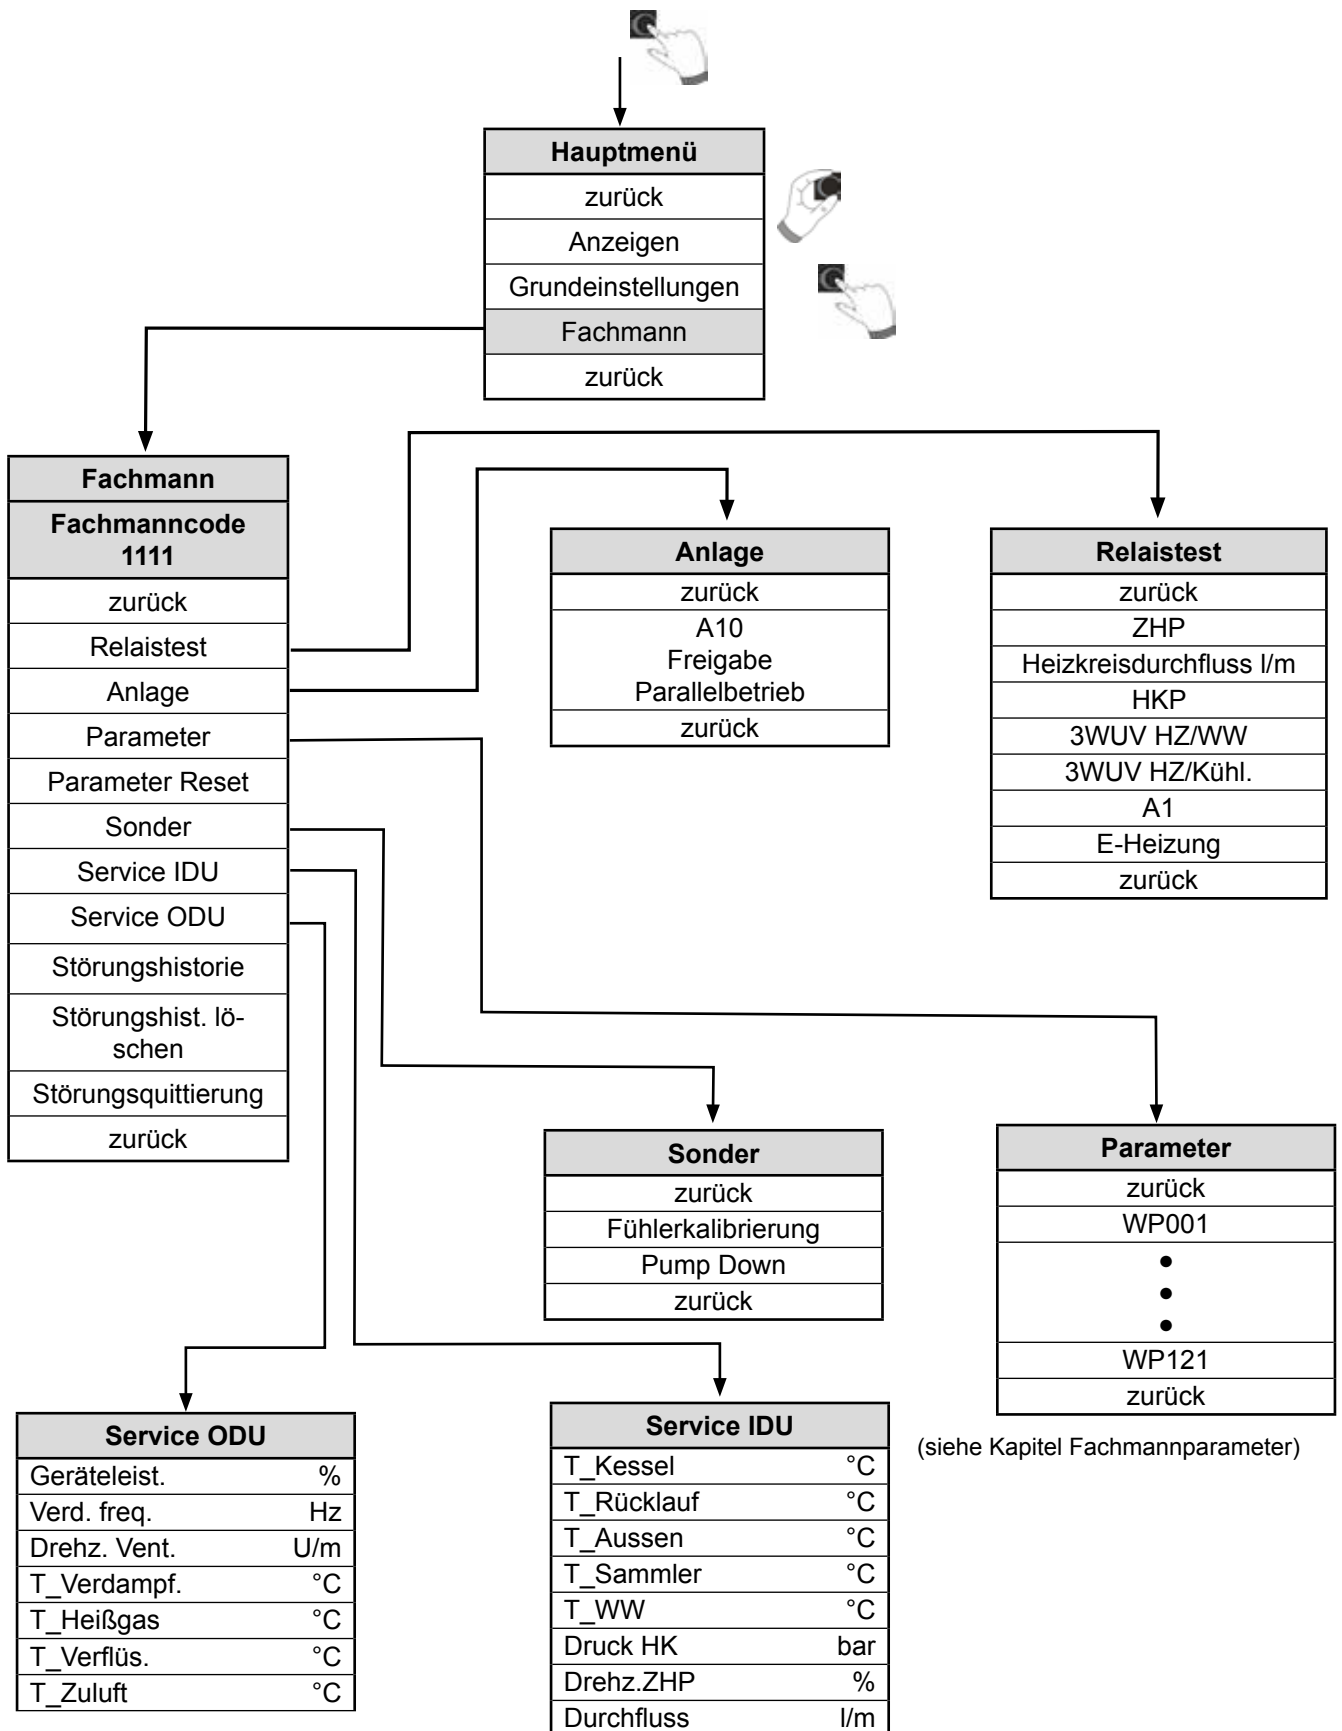 Hauptmenü
zurück
Anzeigen
Grundeinstellungen
Fachmann
zurück
Fachmann
Fachmanncode
1111
zurück
Relaistest
Anlage
Parameter
Parameter Reset
Sonder
Service IDU
Service ODU
Störungshistorie
Störungshist. lö-
schen
Störungsquittierung
zurück
Anlage
zurück
A10
Freigabe
Parallelbetrieb
zurück
Relaistest
zurück
ZHP
Heizkreisdurchfluss l/m
HKP
3WUV HZ/WW
3WUV HZ/Kühl.
A1
E-Heizung
zurück
Sonder
zurück
Fühlerkalibrierung
Pump Down
zurück
Parameter
zurück
WP001
•
•
•
WP121
zurück
(siehe Kapitel Fachmannparameter)
Service ODU
Geräteleist. %
Verd. freq. Hz
Drehz. Vent. U/m
T_Verdampf. °C
T_Heißgas °C
T_Verflüs. °C
T_Zuluft °C
Service IDU
T_Kessel °C
T_Rücklauf °C
T_Aussen °C
T_Sammler °C
T_WW °C
Druck HK bar
Drehz.ZHP %
Durchfluss l/m